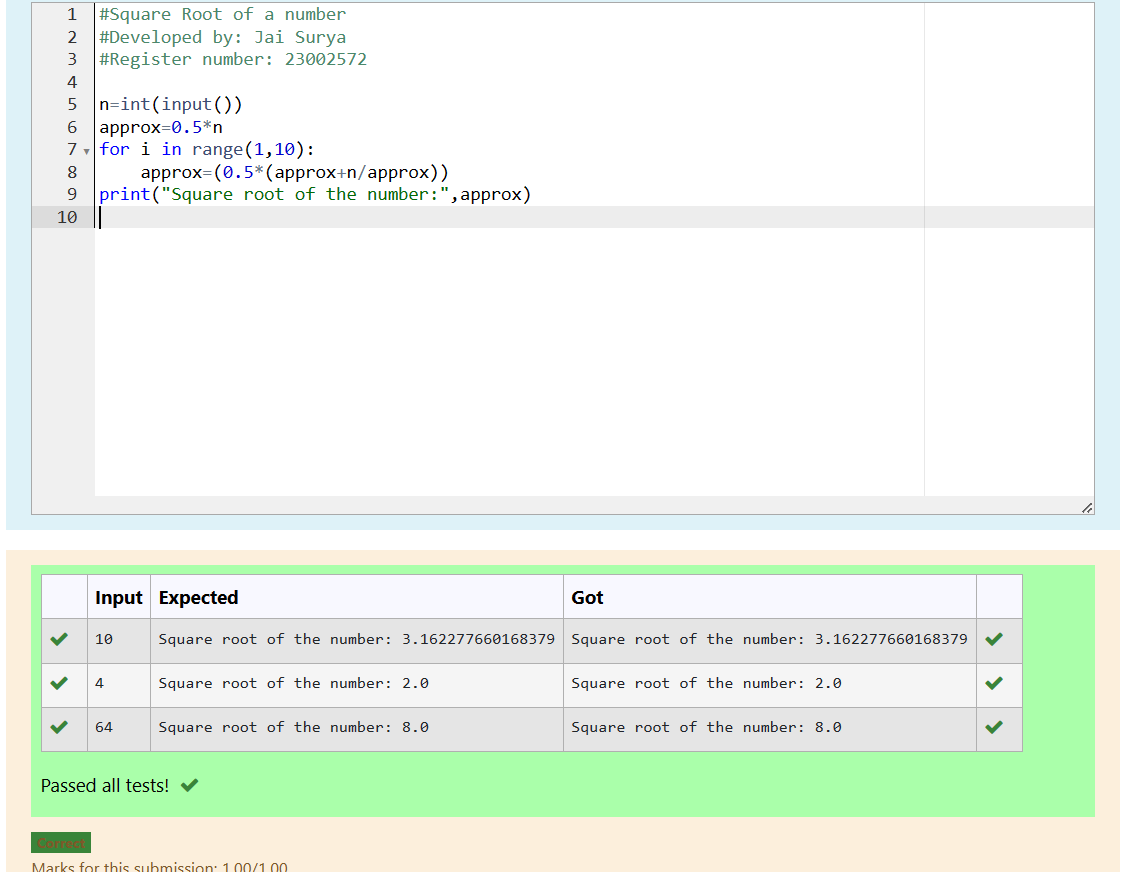 1 #Square Root of a number
2 #Developed by: Jai Surya
3 #Register number: 23002572
4
5 n=int(input())
6 approx=0.5*n
7 for i in range(1,10):
8     approx=(0.5*(approx+n/approx))
9 print("Square root of the number:",approx)
10
Input Expected Got
10 Square root of the number: 3.162277660168379 Square root of the number: 3.162277660168379
4 Square root of the number: 2.0 Square root of the number: 2.0
64 Square root of the number: 8.0 Square root of the number: 8.0
Passed all tests!
Correct
Marks for this submission: 1.00/1.00